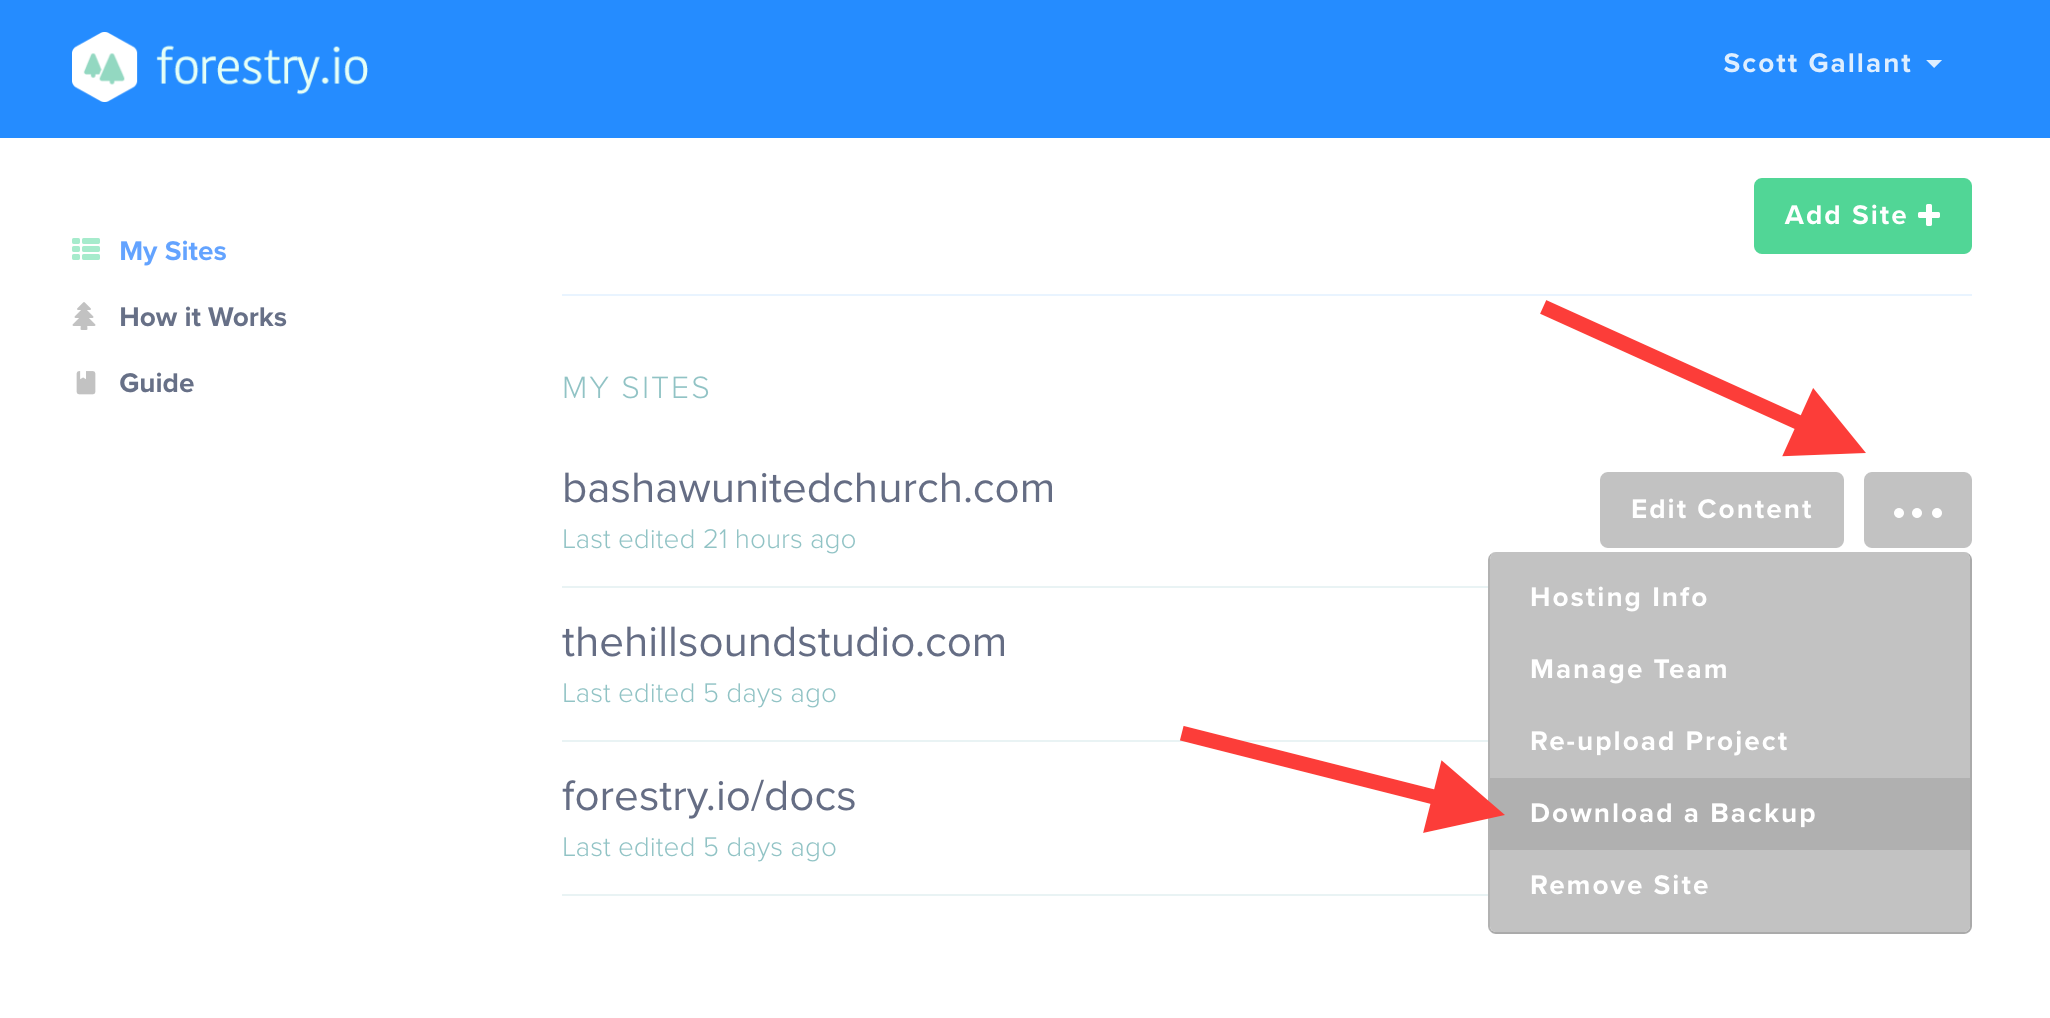 forestry.io
Scott Gallant
Add Site
My Sites
How it Works
Guide
MY SITES
bashawunitedchurch.com
Last edited 21 hours ago
Edit Content
thehillsoundstudio.com
Last edited 5 days ago
forestry.io/docs
Last edited 5 days ago
Hosting Info
Manage Team
Re-upload Project
Download a Backup
Remove Site